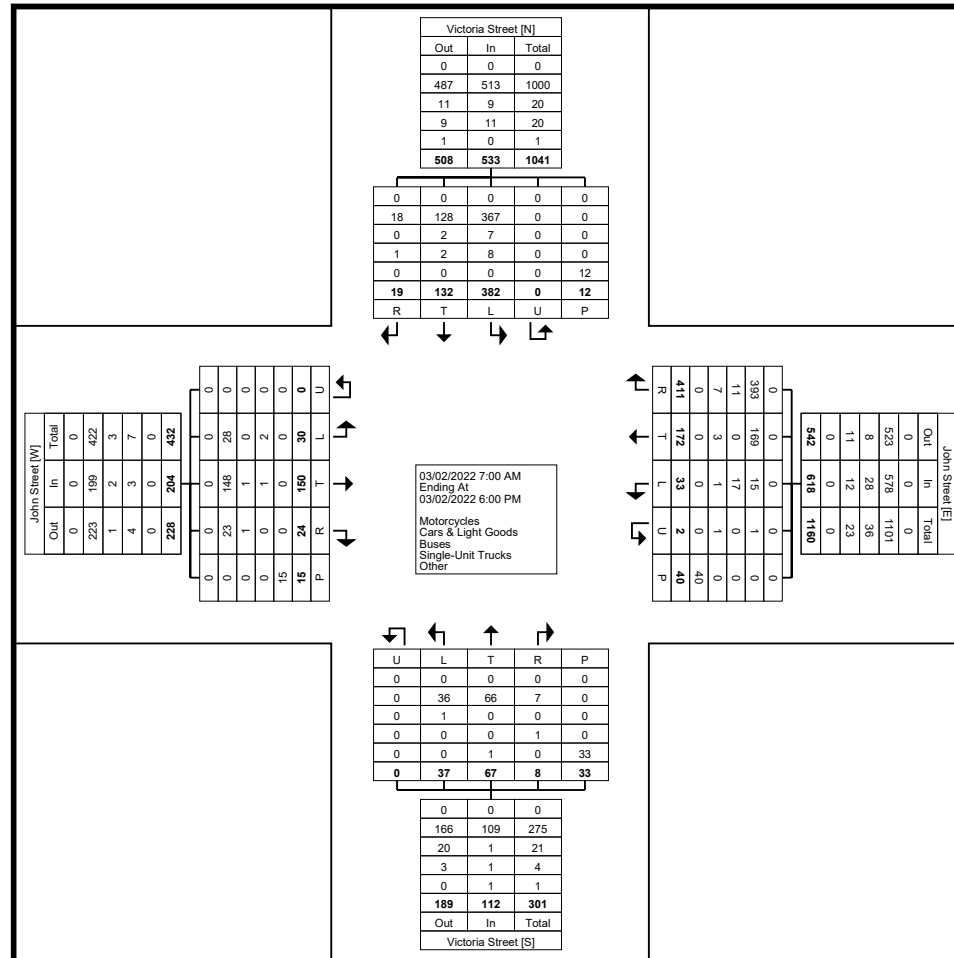 Victoria Street [N]
Out In Total
0 0 0
487 513 1000
11 9 20
9 11 20
1 0 1
508 533 1041
0 0 0 0 0
18 128 367 0 0
0 2 7 0 0
1 2 8 0 0
0 0 0 0 12
19 132 382 0 12
R T L U P
John Street [W]
Total In Out
0 0 0
422 199 223
3 2 1
7 3 4
0 0 0
432 204 228
0 0 0 0 0
0 28 148 23 0
0 0 1 1 0
0 2 1 0 0
0 0 0 0 15
0 30 150 24 15
U L T R P
03/02/2022 7:00 AM
Ending At
03/02/2022 6:00 PM
Motorcycles
Cars & Light Goods
Buses
Single-Unit Trucks
Other
John Street [E]
Out In Total
0 0 0
523 578 1101
8 28 36
11 12 23
0 0 0
542 618 1160
0 0 0 0 0
393 169 15 1 0
11 0 17 0 0
7 3 1 1 0
0 0 0 0 40
411 172 33 2 40
R T L U P
U L T R P
0 0 0 0 0
0 36 66 7 0
0 1 0 0 0
0 0 0 1 0
0 0 1 0 33
0 37 67 8 33
0 0 0
166 109 275
20 1 21
3 1 4
0 1 1
189 112 301
Out In Total
Victoria Street [S]